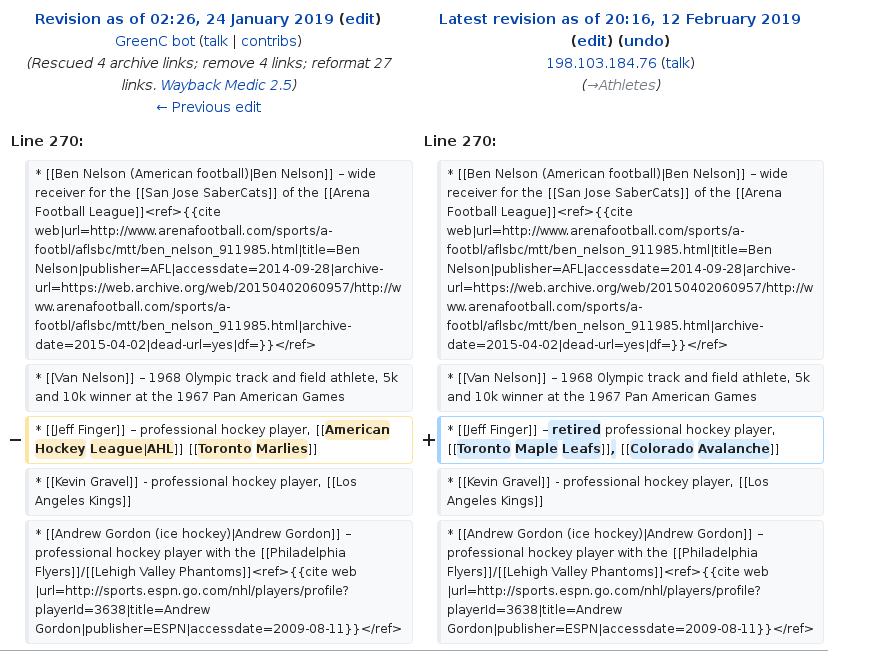 Revision as of 02:26, 24 January 2019 (edit)
GreenC bot (talk | contribs)
(Rescued 4 archive links; remove 4 links; reformat 27
links. Wayback Medic 2.5)
← Previous edit
Latest revision as of 20:16, 12 February 2019
(edit) (undo)
198.103.184.76 (talk)
(→Athletes)
Line 270:
Line 270:
* [[Ben Nelson (American football)|Ben Nelson]] – wide
receiver for the [[San Jose SaberCats]] of the [[Arena
Football League]]<ref>{{cite
web|url=http://www.arenafootball.com/sports/a-
footbl/aflsbc/mtt/ben_nelson_911985.html|title=Ben
Nelson|publisher=AFL|accessdate=2014-09-28|archive-
url=https://web.archive.org/web/20150402060957/http://w
ww.arenafootball.com/sports/a-
footbl/aflsbc/mtt/ben_nelson_911985.html|archive-
date=2015-04-02|dead-url=yes|df=}}</ref>
* [[Ben Nelson (American football)|Ben Nelson]] – wide
receiver for the [[San Jose SaberCats]] of the [[Arena
Football League]]<ref>{{cite
web|url=http://www.arenafootball.com/sports/a-
footbl/aflsbc/mtt/ben_nelson_911985.html|title=Ben
Nelson|publisher=AFL|accessdate=2014-09-28|archive-
url=https://web.archive.org/web/20150402060957/http://w
ww.arenafootball.com/sports/a-
footbl/aflsbc/mtt/ben_nelson_911985.html|archive-
date=2015-04-02|dead-url=yes|df=}}</ref>
* [[Van Nelson]] – 1968 Olympic track and field athlete, 5k
and 10k winner at the 1967 Pan American Games
* [[Van Nelson]] – 1968 Olympic track and field athlete, 5k
and 10k winner at the 1967 Pan American Games
− * [[Jeff Finger]] – professional hockey player, [[American
Hockey League|AHL]] [[Toronto Marlies]]
+ * [[Jeff Finger]] – retired professional hockey player,
[[Toronto Maple Leafs]], [[Colorado Avalanche]]
* [[Kevin Gravel]] - professional hockey player, [[Los
Angeles Kings]]
* [[Kevin Gravel]] - professional hockey player, [[Los
Angeles Kings]]
* [[Andrew Gordon (ice hockey)|Andrew Gordon]] –
professional hockey player with the [[Philadelphia
Flyers]]/[[Lehigh Valley Phantoms]]<ref>{{cite web
|url=http://sports.espn.go.com/nhl/players/profile?
playerId=3638|title=Andrew
Gordon|publisher=ESPN|accessdate=2009-08-11}}</ref>
* [[Andrew Gordon (ice hockey)|Andrew Gordon]] –
professional hockey player with the [[Philadelphia
Flyers]]/[[Lehigh Valley Phantoms]]<ref>{{cite web
|url=http://sports.espn.go.com/nhl/players/profile?
playerId=3638|title=Andrew
Gordon|publisher=ESPN|accessdate=2009-08-11}}</ref>